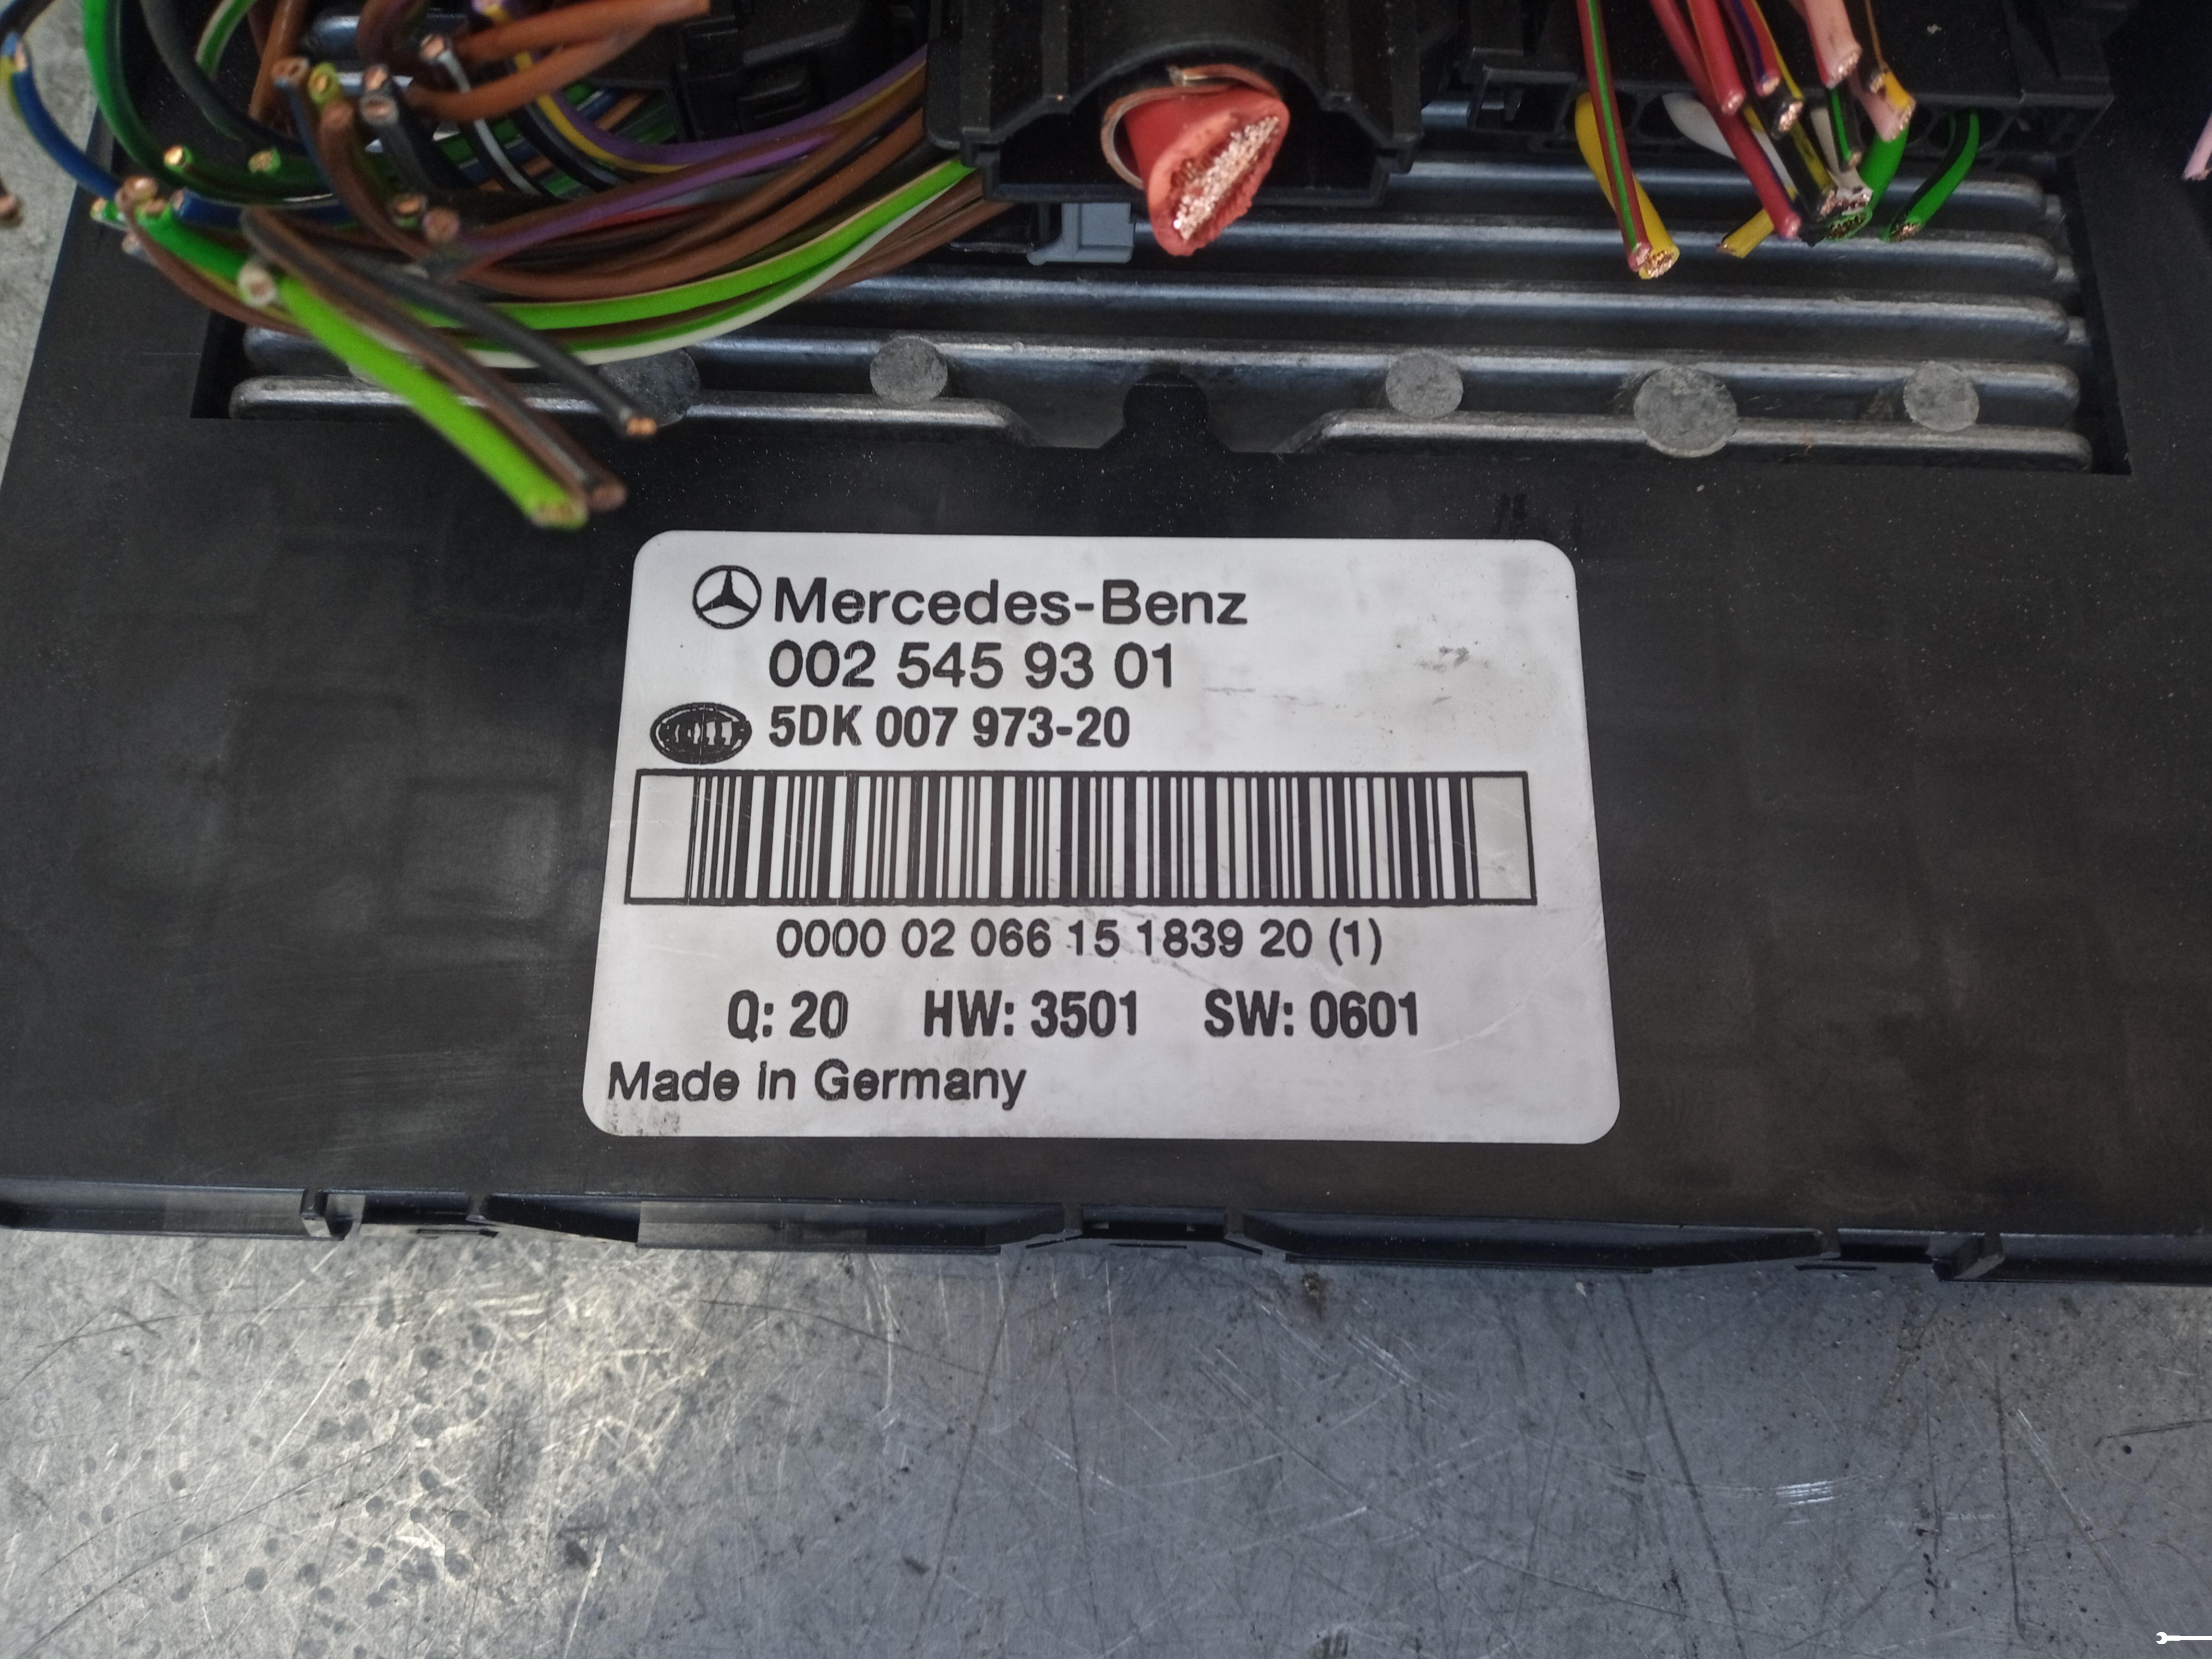 Mercedes-Benz
002 545 93 01
5DK 007 973-20
0000 02 066 15 1839 20 (1)
Q: 20 HW: 3501 SW: 0601
Made in Germany